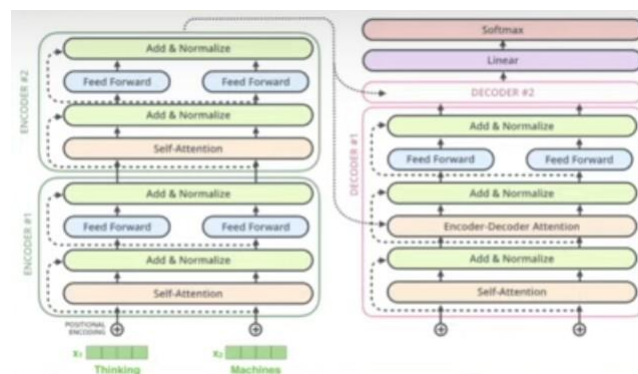 ENCODER #2
Add & Normalize
Feed Forward Feed Forward
Add & Normalize
Self-Attention
ENCODER #1
Add & Normalize
Feed Forward Feed Forward
Add & Normalize
Self-Attention
POSITIONAL
ENCODING
x₁ x₂
Thinking Machines
Softmax
Linear
DECODER #2
DECODER #1
Add & Normalize
Feed Forward Feed Forward
Add & Normalize
Encoder-Decoder Attention
Add & Normalize
Self-Attention